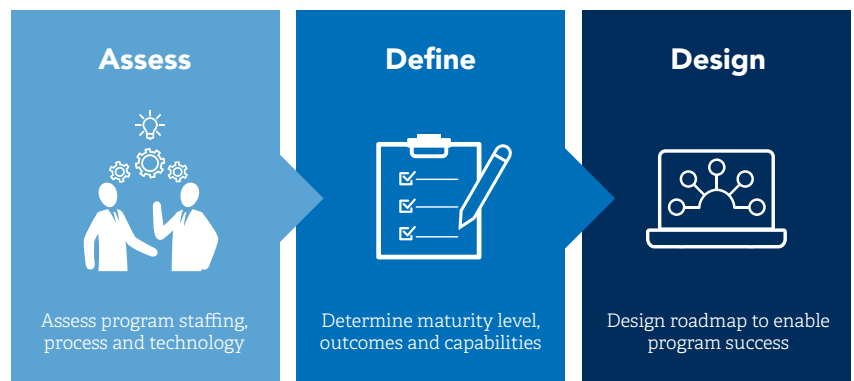 Assess
Assess program staffing,
process and technology
Define
Determine maturity level,
outcomes and capabilities
Design
Design roadmap to enable
program success